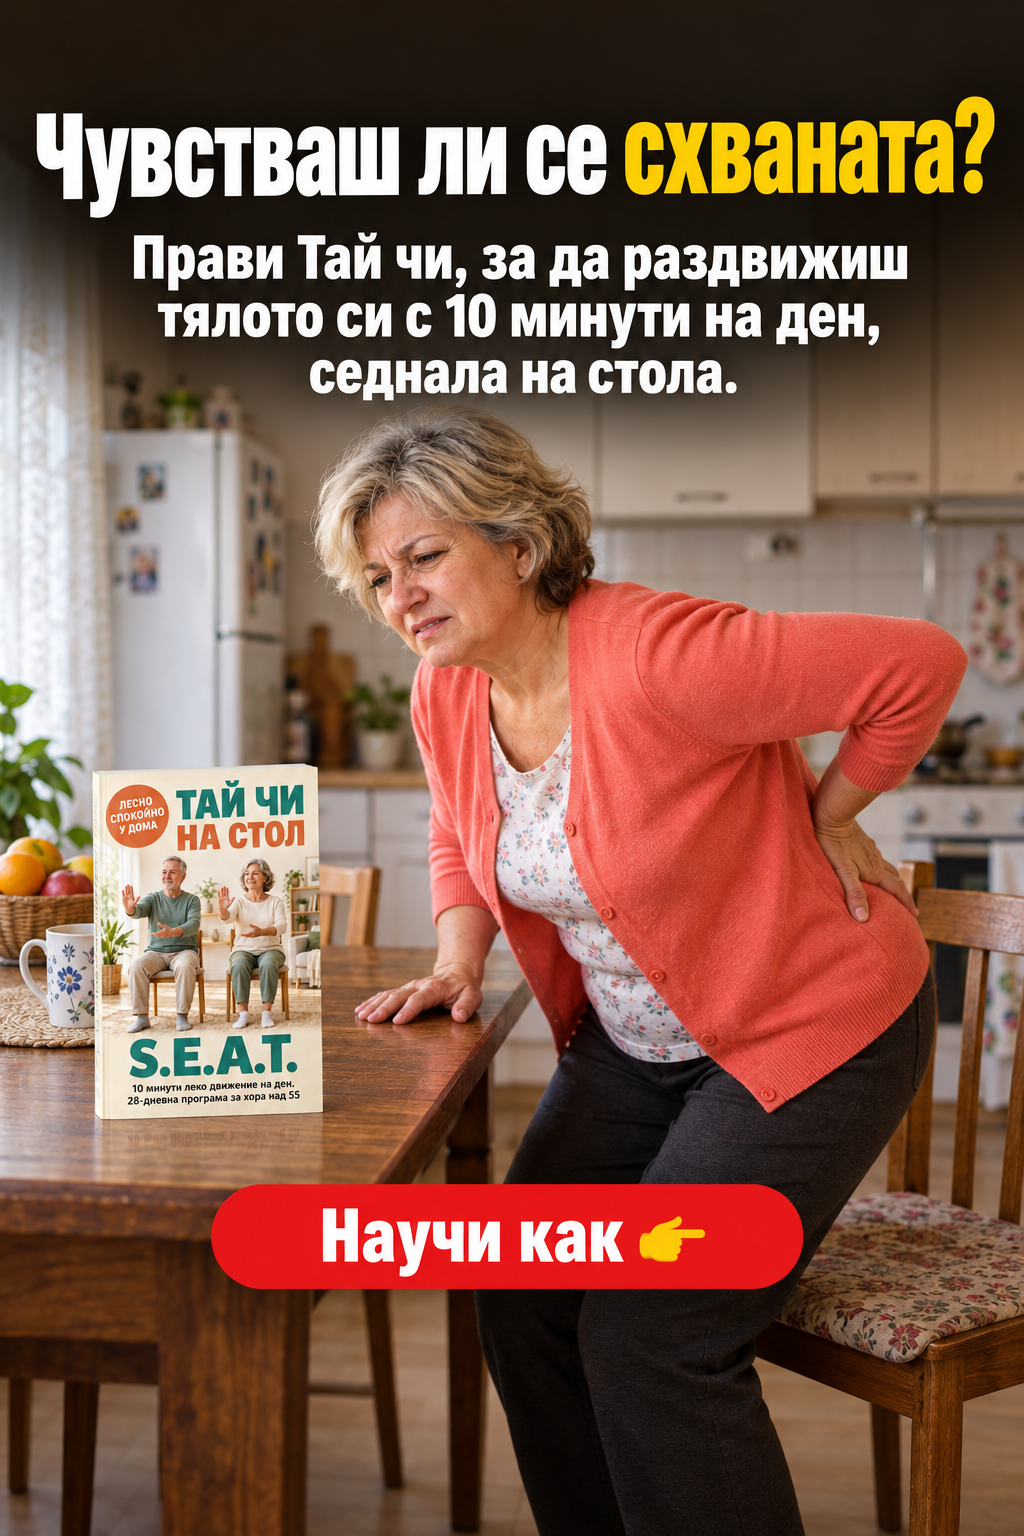 Чувстваш ли се схваната?
Прави Тай чи, за да раздвижиш
тялото си с 10 минути на ден,
седнала на стола.
ЛЕСНО
СПОКОЙНО
У ДОМА
ТАЙ ЧИ
НА СТОЛ
S.E.A.T.
10 минути леко движение на ден.
28-дневна програма за хора над 55
Научи как 👉